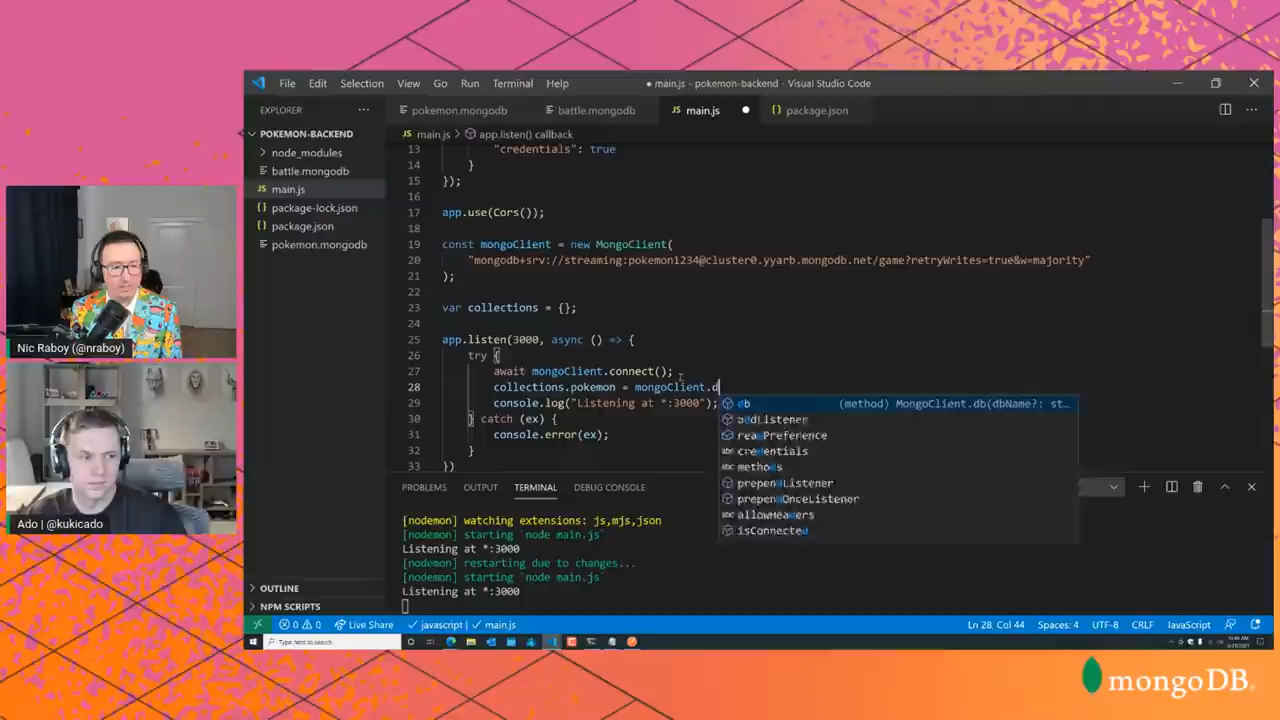 File Edit Selection View Go Run Terminal Help
● main.js - pokemon-backend - Visual Studio Code
EXPLORER
pokemon.mongodb
battle.mongodb
main.js
package.json
POKEMON-BACKEND
node_modules
battle.mongodb
main.js
package-lock.json
package.json
pokemon.mongodb
main.js > app.listen() callback
13 "credentials": true
14 }
15 });
16
17 app.use(Cors());
18
19 const mongoClient = new MongoClient(
20 "mongodb+srv://streaming:pokemon1234@cluster0.yyarb.mongodb.net/game?retryWrites=true&w=majority"
21 );
22
23 var collections = {};
24
25 app.listen(3000, async () => {
26 try {
27 await mongoClient.connect();
28 collections.pokemon = mongoClient.d
29 console.log("Listening at *:3000");
30 } catch (ex) {
31 console.error(ex);
32 }
33 })
db (method) MongoClient.db(dbName?: st...
addListener
readPreference
credentials
methods
prependListener
prependOnceListener
allowHeaders
isConnected
PROBLEMS OUTPUT TERMINAL DEBUG CONSOLE
[nodemon] watching extensions: js,mjs,json
[nodemon] starting `node main.js`
Listening at *:3000
[nodemon] restarting due to changes...
[nodemon] starting `node main.js`
Listening at *:3000
OUTLINE
NPM SCRIPTS
0 0 Live Share javascript | main.js
Ln 28, Col 44 Spaces: 4 UTF-8 CRLF JavaScript
Type here to search
Nic Raboy (@nraboy)
Ado | @kukicado
mongoDB.